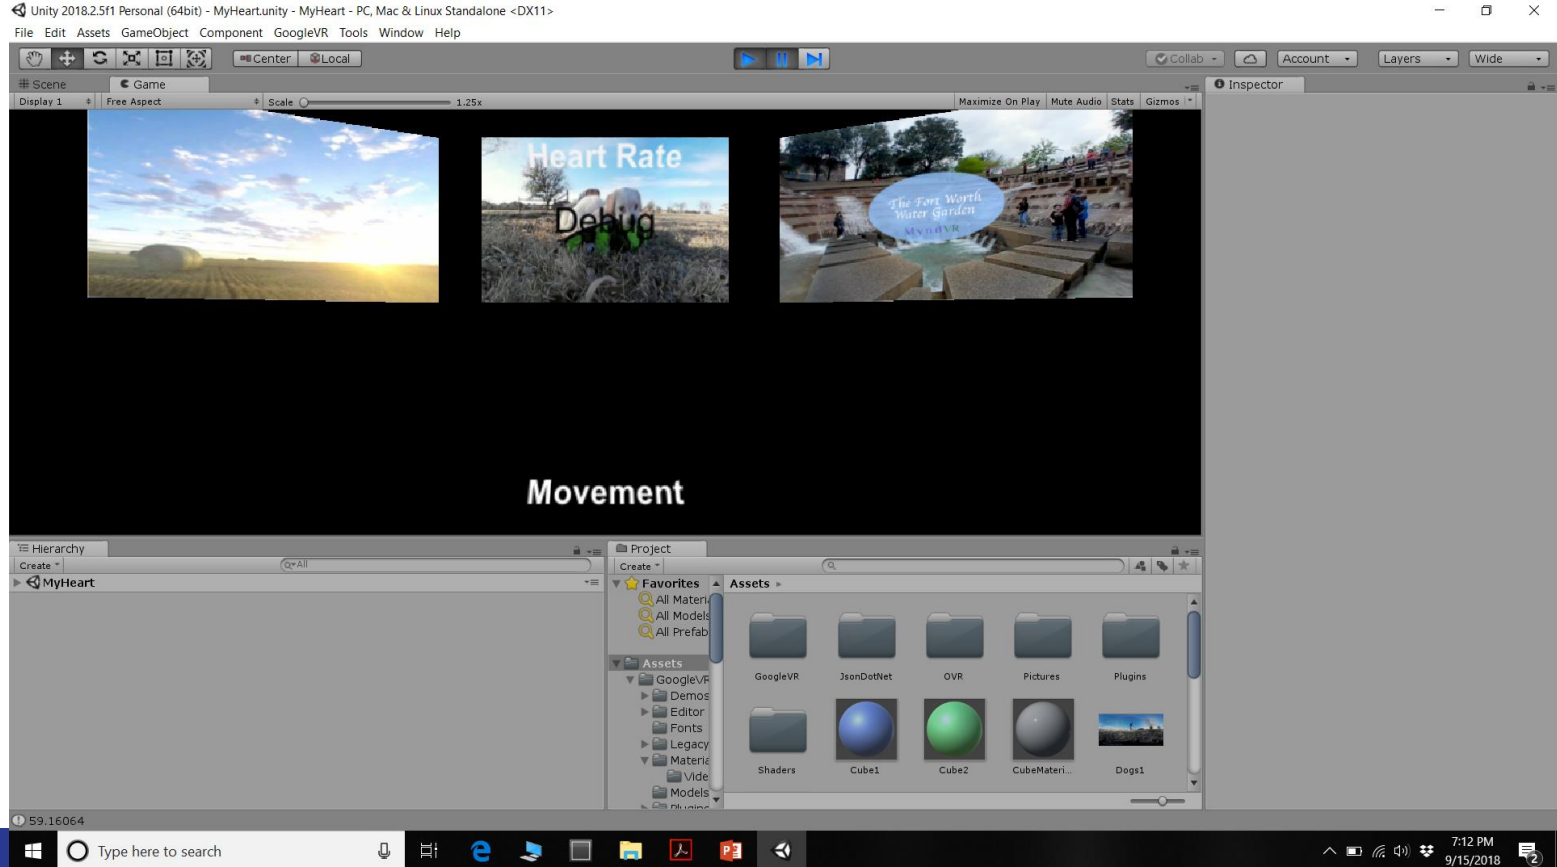 Unity 2018.2.5f1 Personal (64bit) - MyHeart.unity - MyHeart - PC, Mac & Linux Standalone <DX11>
File Edit Assets GameObject Component GoogleVR Tools Window Help
Center Local Collab Account Layers Wide
Scene Game Inspector
Display 1 Free Aspect Scale 1.25x Maximize On Play Mute Audio Stats Gizmos
Heart Rate
Debug
The Fort Worth
Water Garden
MyndVR
Movement
Hierarchy
Create All
MyHeart
Project
Create
Favorites
All Materi
All Models
All Prefab
Assets
GoogleVR
Demos
Editor
Fonts
Legacy
Materia
Vide
Models
Plugins
Assets
GoogleVR JsonDotNet OVR Pictures Plugins
Shaders Cube1 Cube2 CubeMateri... Dogs1
59.16064
Type here to search
7:12 PM
9/15/2018
2